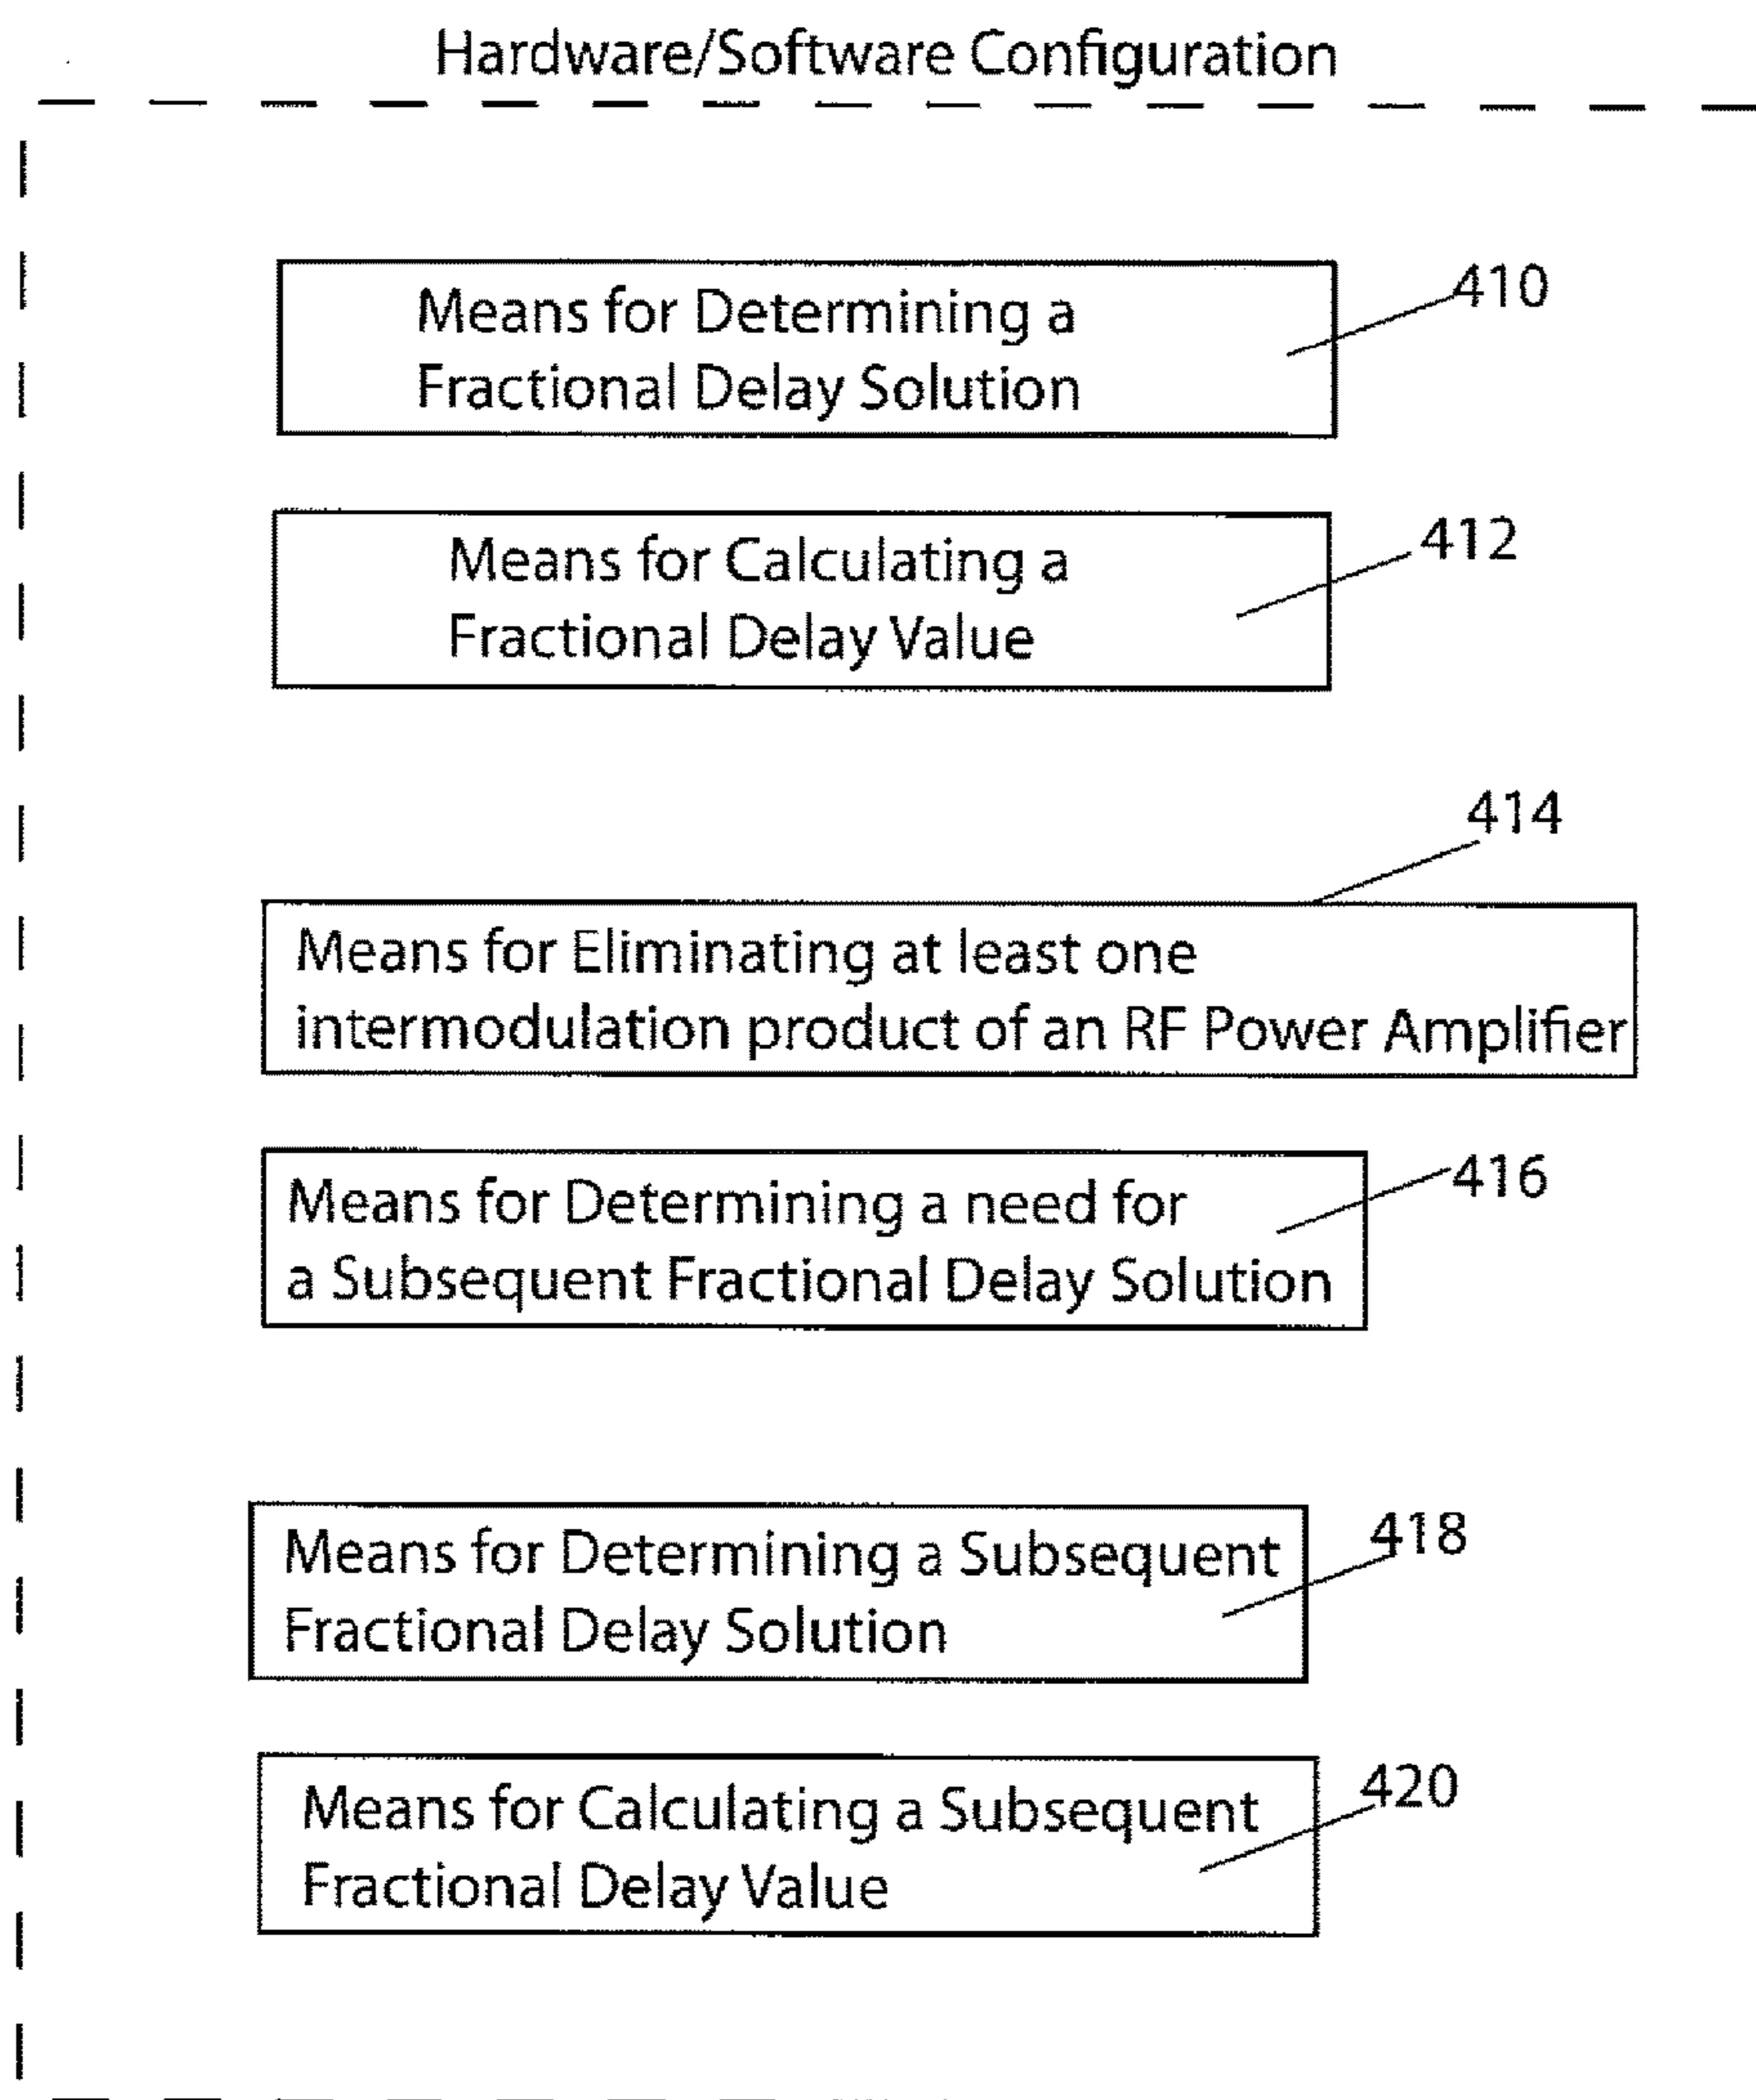 Hardware/Software Configuration
410
Means for Determining a
Fractional Delay Solution
412
Means for Calculating a
Fractional Delay Value
414
Means for Eliminating at least one
intermodulation product of an RF Power Amplifier
416
Means for Determining a need for
a Subsequent Fractional Delay Solution
418
Means for Determining a Subsequent
Fractional Delay Solution
420
Means for Calculating a Subsequent
Fractional Delay Value